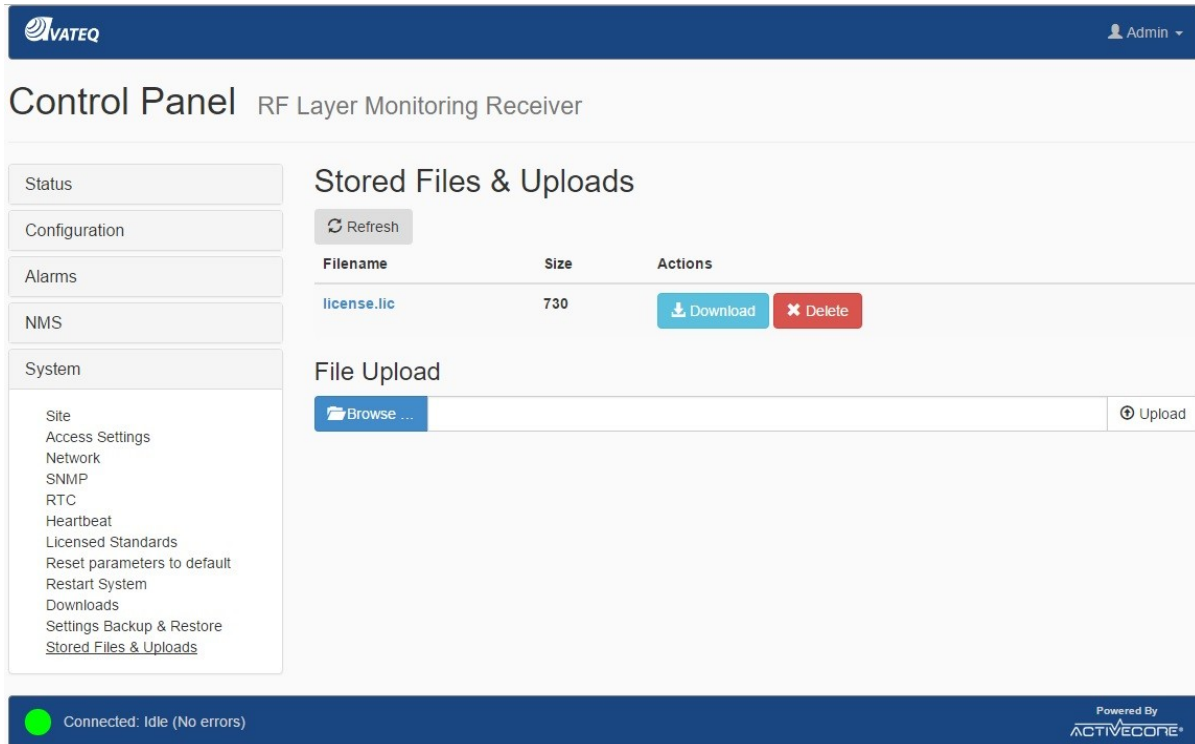 AVATEQ
Admin
Control Panel RF Layer Monitoring Receiver
Status
Configuration
Alarms
NMS
System
Site
Access Settings
Network
SNMP
RTC
Heartbeat
Licensed Standards
Reset parameters to default
Restart System
Downloads
Settings Backup & Restore
Stored Files & Uploads
Stored Files & Uploads
Refresh
Filename Size Actions
license.lic 730 Download Delete
File Upload
Browse ... Upload
Connected: Idle (No errors)
Powered By
ACTIVECORE®